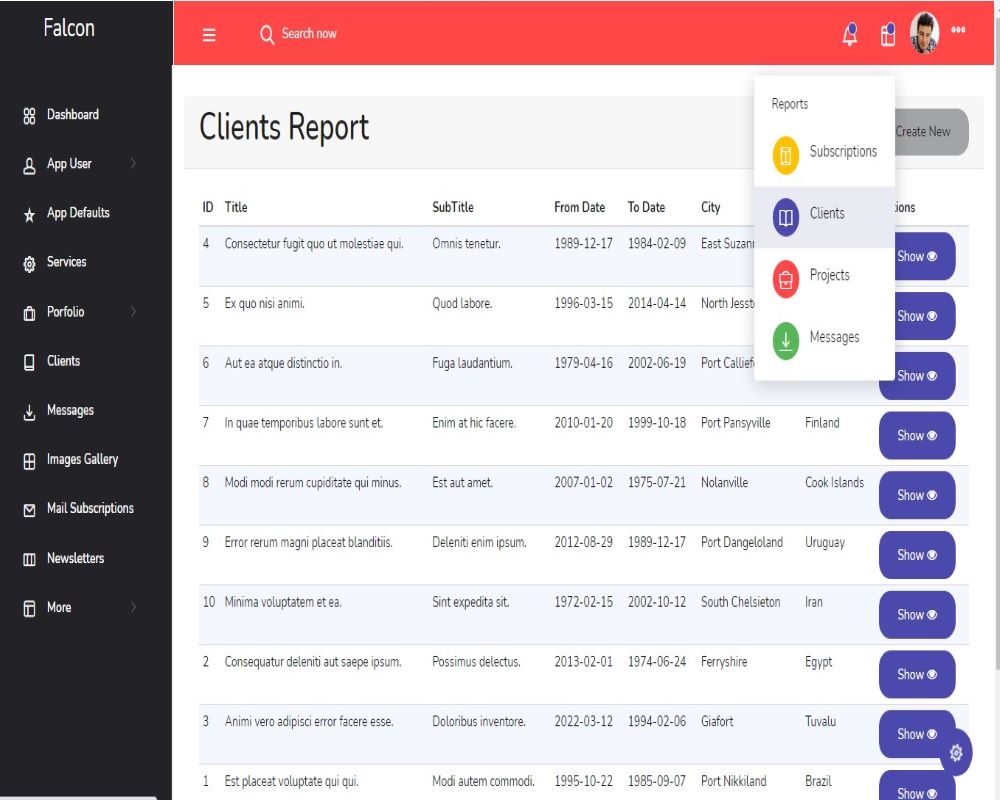 Falcon
Search now
Dashboard
App User
App Defaults
Services
Porfolio
Clients
Messages
Images Gallery
Mail Subscriptions
Newsletters
More
Clients Report
Create New
Reports
Subscriptions
Clients
Projects
Messages
ID Title SubTitle From Date To Date City
4 Consectetur fugit quo ut molestiae qui. Omnis tenetur. 1989-12-17 1984-02-09 East Show
5 Ex quo nisi animi. Quod labore. 1996-03-15 2014-04-14 North Show
6 Aut ea atque distinctio in. Fuga laudantium. 1979-04-16 2002-06-19 Port Show
7 In quae temporibus labore sunt et. Enim at hic facere. 2010-01-20 1999-10-18 Port Pansyville Finland Show
8 Modi modi rerum cupiditate qui minus. Est aut amet. 2007-01-02 1975-07-21 Nolanville Cook Islands Show
9 Error rerum magni placeat blanditiis. Deleniti enim ipsum. 2012-08-29 1989-12-17 Port Dangeloland Uruguay Show
10 Minima voluptatem et ea. Sint expedita sit. 1972-02-15 2002-10-12 South Chelsieton Iran Show
2 Consequatur deleniti aut saepe ipsum. Possimus delectus. 2013-02-01 1974-06-24 Ferryshire Egypt Show
3 Animi vero adipisci error facere esse. Doloribus inventore. 2022-03-12 1994-02-06 Giafort Tuvalu Show
1 Est placeat voluptate qui qui. Modi autem commodi. 1995-10-22 1985-09-07 Port Nikkiland Brazil Show